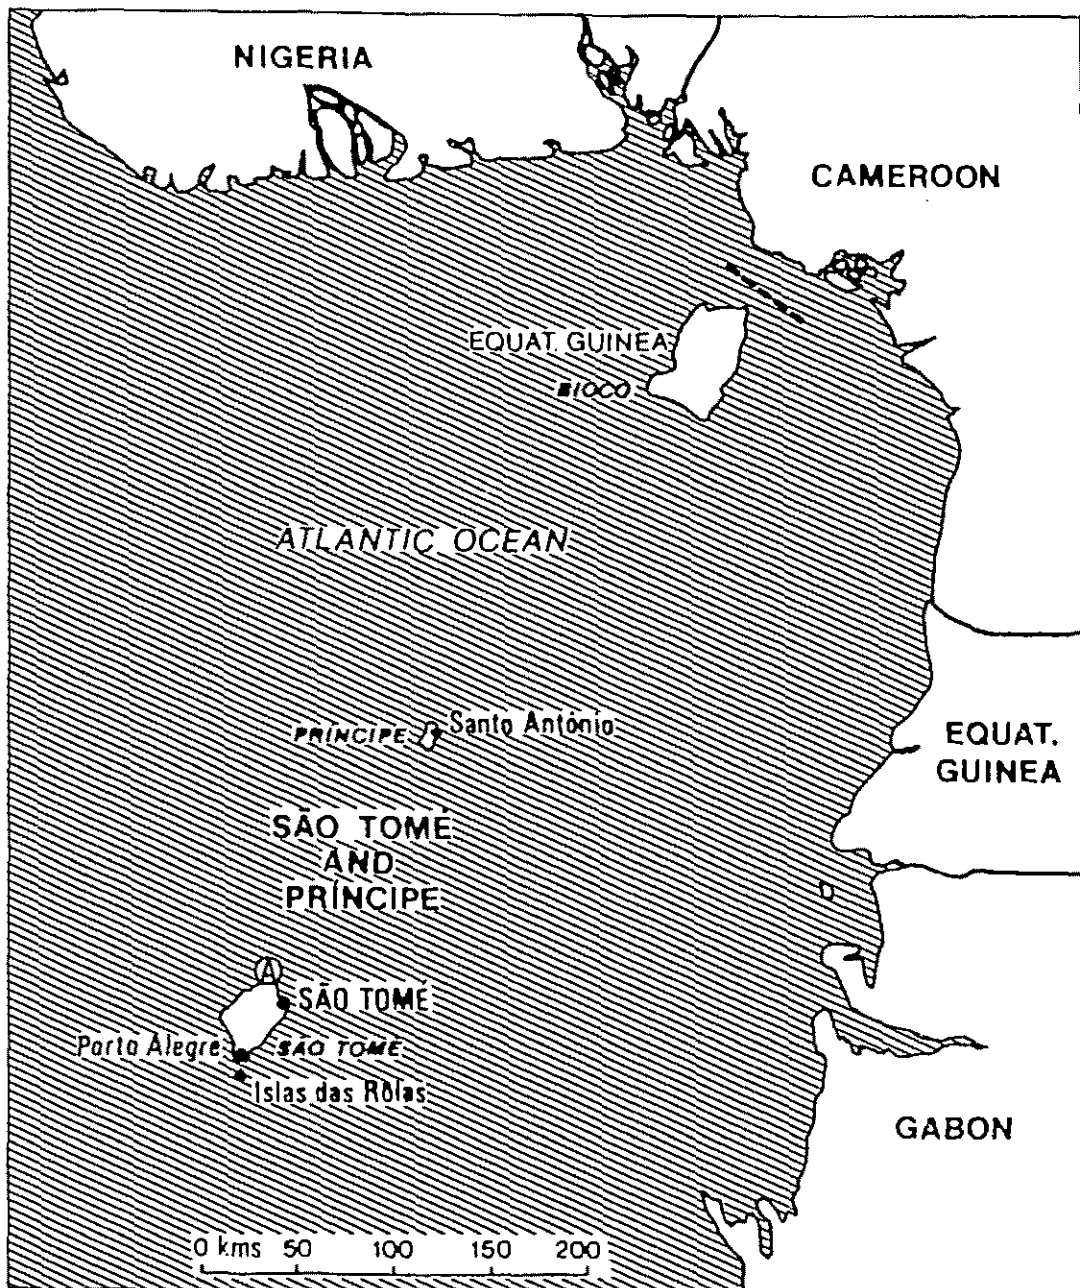 NIGERIA
CAMEROON
EQUAT. GUINEA
BIOCO
ATLANTIC OCEAN
PRÍNCIPE
Santo António
EQUAT.
GUINEA
SÃO TOMÉ
AND
PRÍNCIPE
A
SÃO TOMÉ
Porto Alegre
SÃO TOMÉ
Islas das Rôlas
GABON
0 kms 50 100 150 200